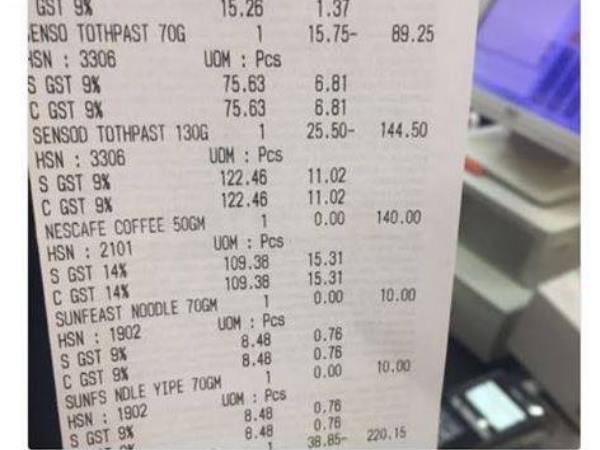 GST 9% 15.26 1.37
ENSO TOTHPAST 70G 1 15.75- 89.25
HSN : 3306 UOM : Pcs
S GST 9% 75.63 6.81
C GST 9% 75.63 6.81
SENSOD TOTHPAST 130G 1 25.50- 144.50
HSN : 3306 UOM : Pcs
S GST 9% 122.46 11.02
C GST 9% 122.46 11.02
NESCAFE COFFEE 50GM 1 0.00 140.00
HSN : 2101 UOM : Pcs
S GST 14% 109.38 15.31
C GST 14% 109.38 15.31
SUNFEAST NOODLE 70GM 1 0.00 10.00
HSN : 1902 UOM : Pcs
S GST 9% 8.48 0.76
C GST 9% 8.48 0.76
SUNFS NDLE YIPE 70GM 1 0.00 10.00
HSN : 1902 UOM : Pcs
S GST 9% 8.48 0.76
8.48 0.76
1 38.85- 220.15